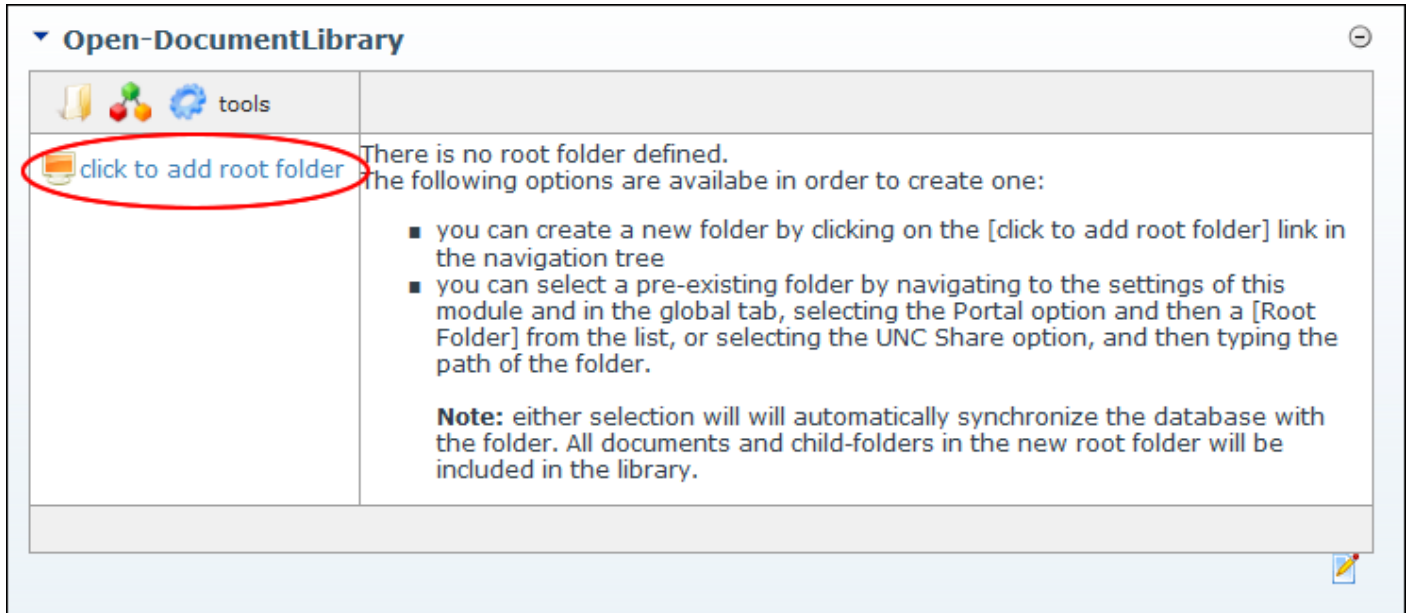 Open-DocumentLibrary
tools
click to add root folder
There is no root folder defined.
The following options are availabe in order to create one:
▪ you can create a new folder by clicking on the [click to add root folder] link in
the navigation tree
▪ you can select a pre-existing folder by navigating to the settings of this
module and in the global tab, selecting the Portal option and then a [Root
Folder] from the list, or selecting the UNC Share option, and then typing the
path of the folder.
Note: either selection will will automatically synchronize the database with
the folder. All documents and child-folders in the new root folder will be
included in the library.